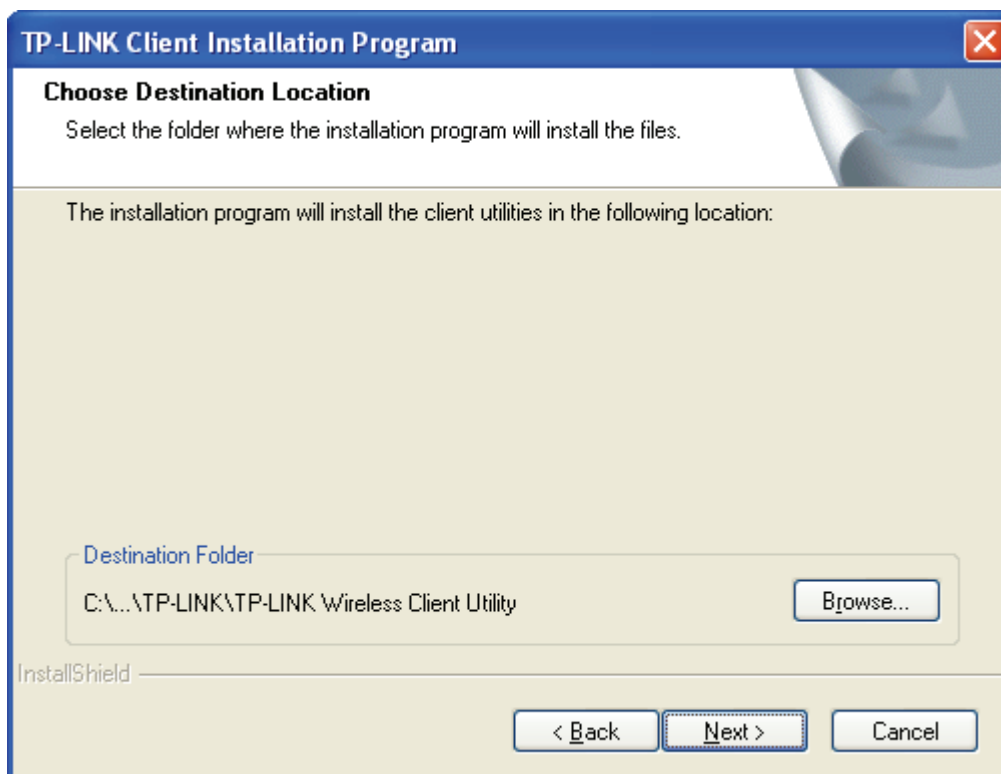 TP-LINK Client Installation Program
Choose Destination Location
Select the folder where the installation program will install the files.
The installation program will install the client utilities in the following location:
Destination Folder
C:\...\TP-LINK\TP-LINK Wireless Client Utility
Browse...
InstallShield
< Back
Next >
Cancel